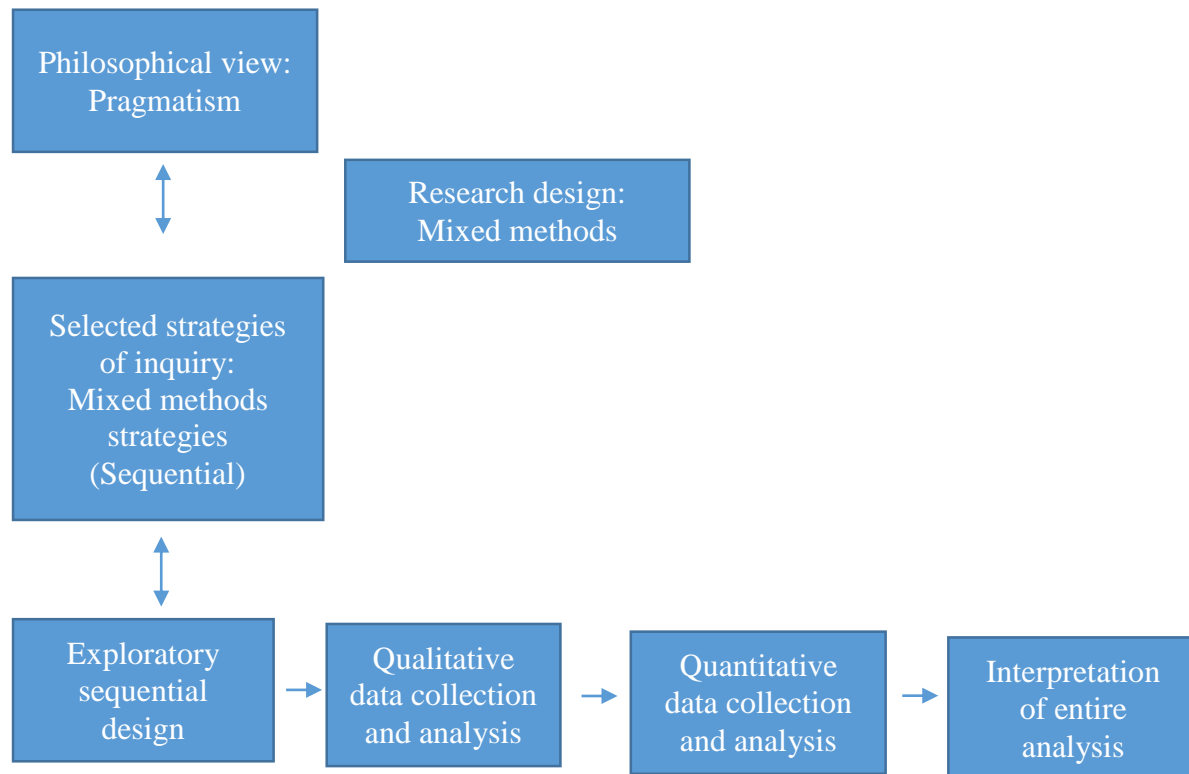 Philosophical view:
Pragmatism
Research design:
Mixed methods
Selected strategies
of inquiry:
Mixed methods
strategies
(Sequential)
Exploratory
sequential
design
Qualitative
data collection
and analysis
Quantitative
data collection
and analysis
Interpretation
of entire
analysis